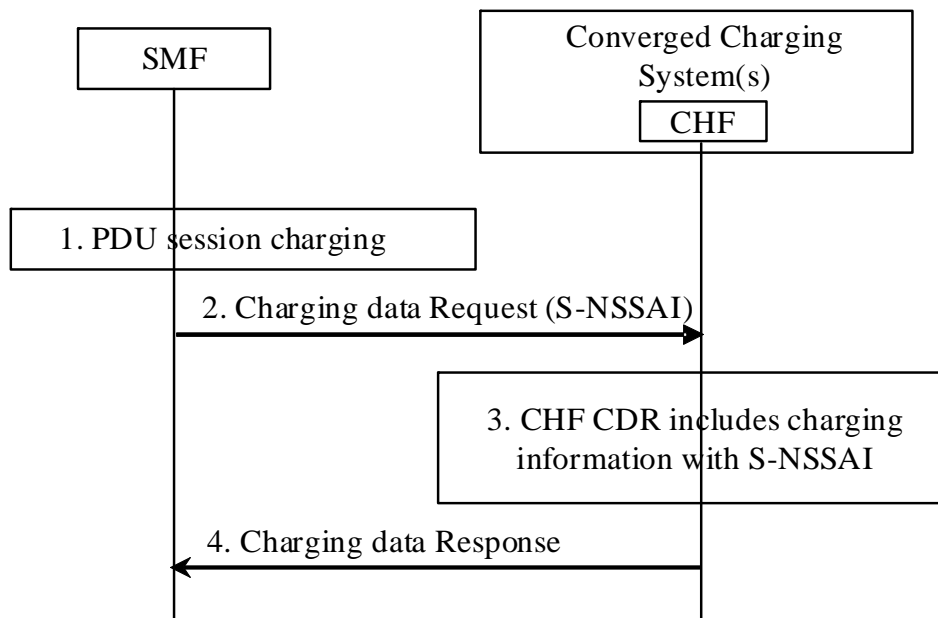 SMF
Converged Charging
System(s)
CHF
1. PDU session charging
2. Charging data Request (S-NSSAI)
3. CHF CDR includes charging
information with S-NSSAI
4. Charging data Response